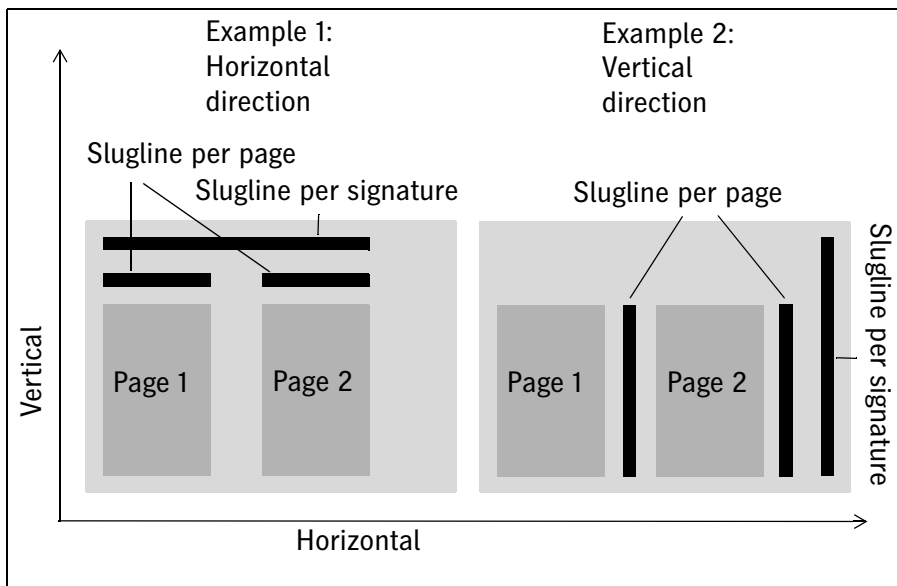 Example 1:
Horizontal
direction
Example 2:
Vertical
direction
Slugline per page
Slugline per signature
Slugline per page
Slugline per signature
Vertical
Page 1
Page 2
Page 1
Page 2
Horizontal